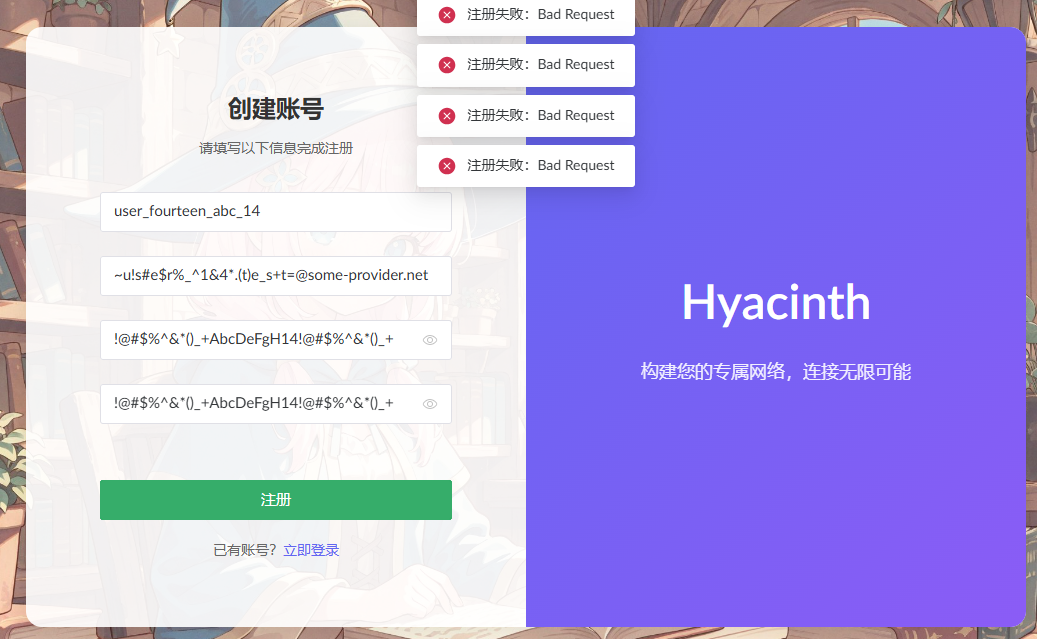 注册失败：Bad Request
注册失败：Bad Request
注册失败：Bad Request
注册失败：Bad Request
创建账号
请填写以下信息完成注册
user_fourteen_abc_14
~u!s#e$r%_^1&4*.(t)e_s+t=@some-provider.net
!@#$%^&*()_+AbcDeFgH14!@#$%^&*()_+
!@#$%^&*()_+AbcDeFgH14!@#$%^&*()_+
注册
已有账号？立即登录
Hyacinth
构建您的专属网络，连接无限可能